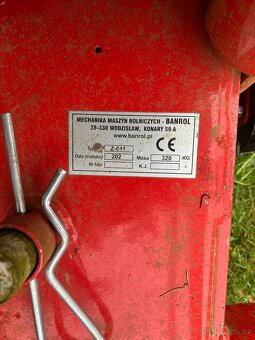 MECHANIKA MASZYN ROLNICZYCH - BANROL
28-330 WODZISŁAW, KONARY 59 A
www.banrol.pl
Typ Z-011
Data produkcji 202 Masa 320 KG
Nr fabr K.J.
CE